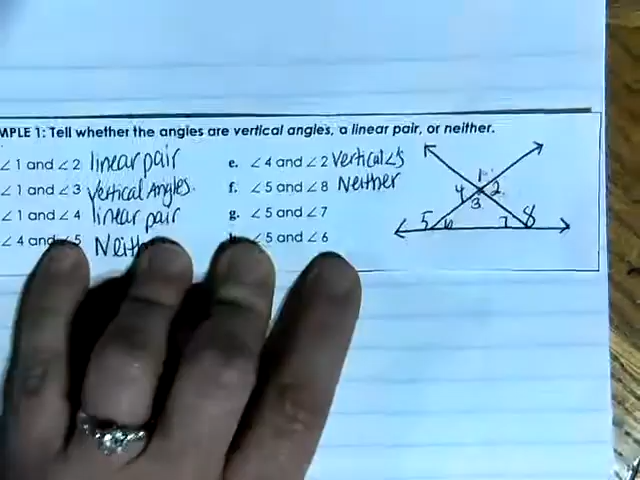 MPLE 1: Tell whether the angles are vertical angles, a linear pair, or neither.
∠1 and ∠2 linear pair
∠1 and ∠3 Vertical Angles.
∠1 and ∠4 linear pair
∠4 and ∠5
e. ∠4 and ∠2 Vertical ∠'s
f. ∠5 and ∠8 Neither
g. ∠5 and ∠7
∠5 and ∠6
1
4 2
3
5 6 7 8